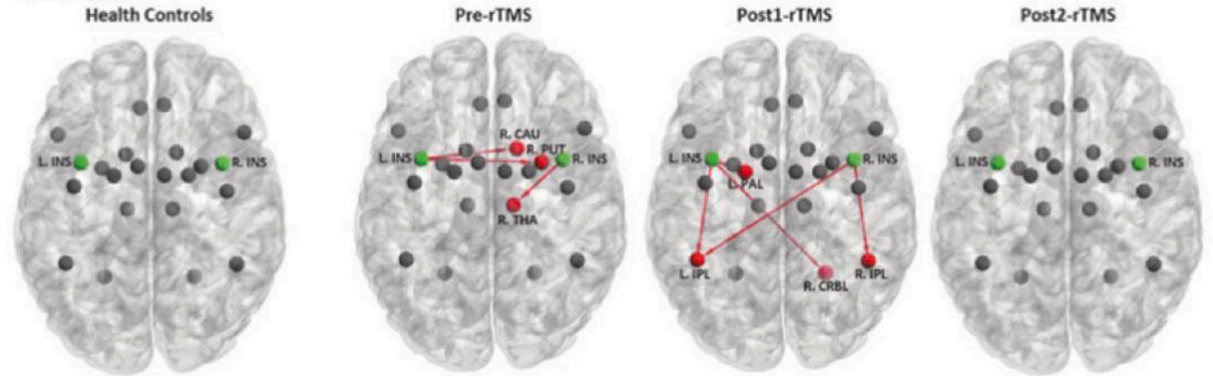 Health Controls
Pre-rTMS
Post1-rTMS
Post2-rTMS
L. INS
R. INS
L. INS
R. CAU
R. PUT
R. INS
R. THA
L. INS
L. PAL
R. INS
L. IPL
R. CRBL
R. IPL
L. INS
R. INS